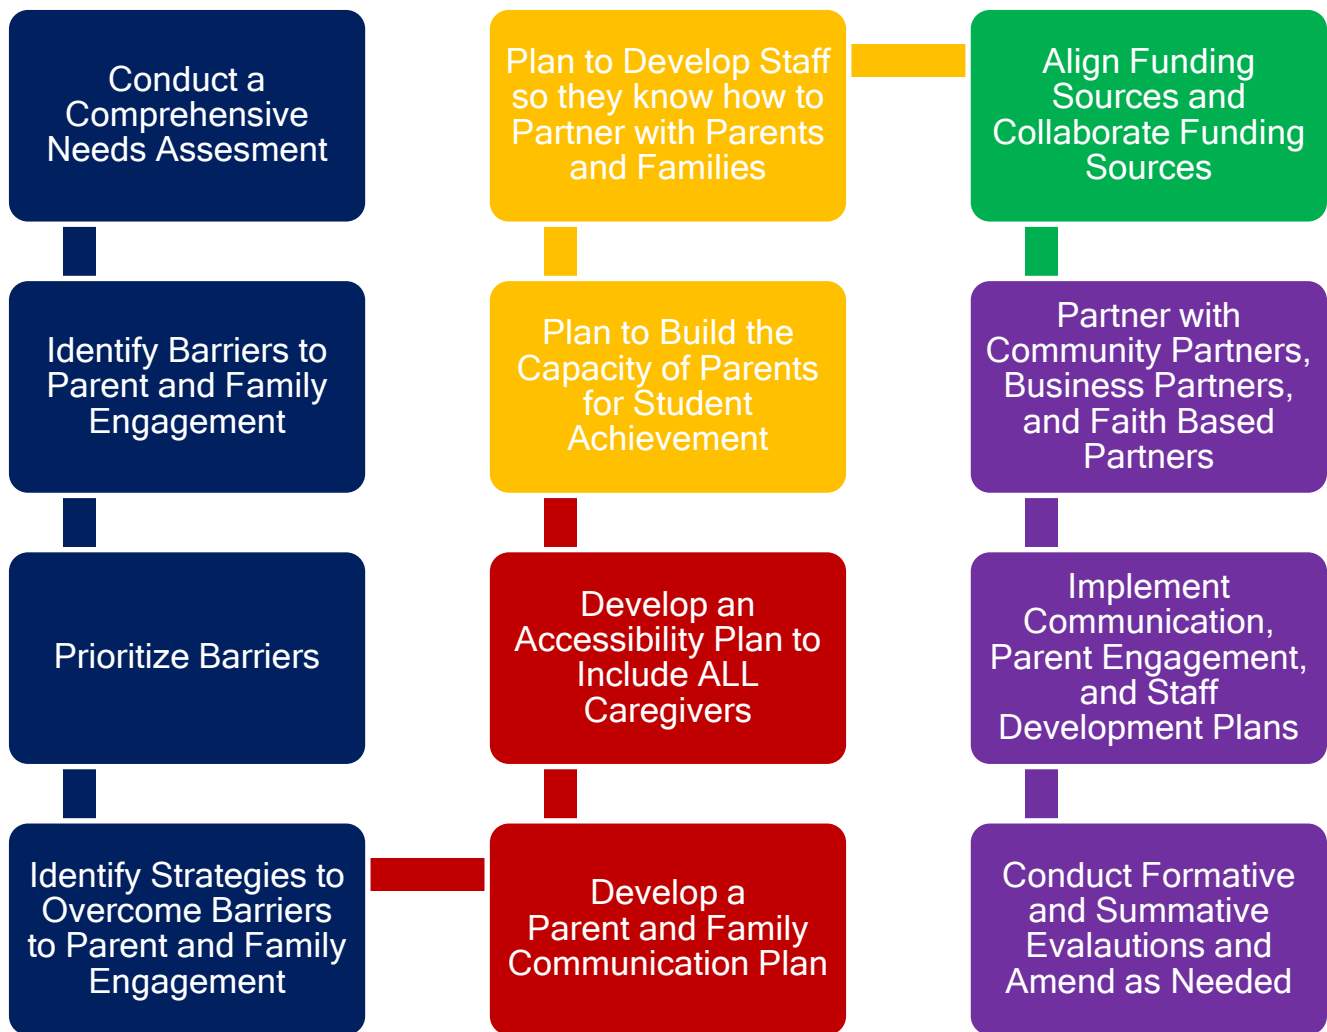 Conduct a
Comprehensive
Needs Assesment
Identify Barriers to
Parent and Family
Engagement
Prioritize Barriers
Identify Strategies to
Overcome Barriers
to Parent and Family
Engagement
Develop a
Parent and Family
Communication Plan
Develop an
Accessibility Plan to
Include ALL
Caregivers
Plan to Build the
Capacity of Parents
for Student
Achievement
Plan to Develop Staff
so they know how to
Partner with Parents
and Families
Align Funding
Sources and
Collaborate Funding
Sources
Partner with
Community Partners,
Business Partners,
and Faith Based
Partners
Implement
Communication,
Parent Engagement,
and Staff
Development Plans
Conduct Formative
and Summative
Evalautions and
Amend as Needed